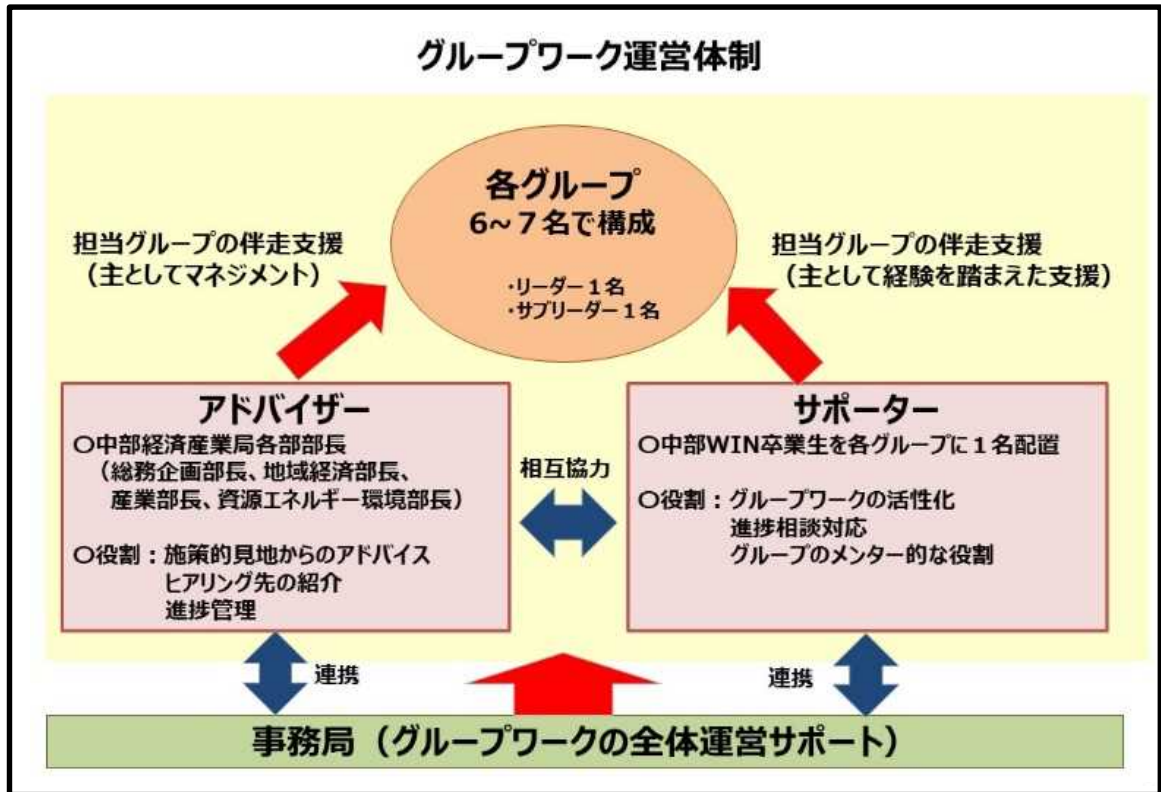 グループワーク運営体制
各グループ
6~７名で構成
・リーダー１名
・サブリーダー１名
担当グループの伴走支援
（主としてマネジメント）
担当グループの伴走支援
（主として経験を踏まえた支援）
アドバイザー
〇中部経済産業局各部部長
（総務企画部長、地域経済部長、
産業部長、資源エネルギー環境部長）
〇役割：施策的見地からのアドバイス
ヒアリング先の紹介
進捗管理
相互協力
サポーター
〇中部WIN卒業生を各グループに１名配置
〇役割：グループワークの活性化
進捗相談対応
グループのメンター的な役割
連携
連携
事務局（グループワークの全体運営サポート）